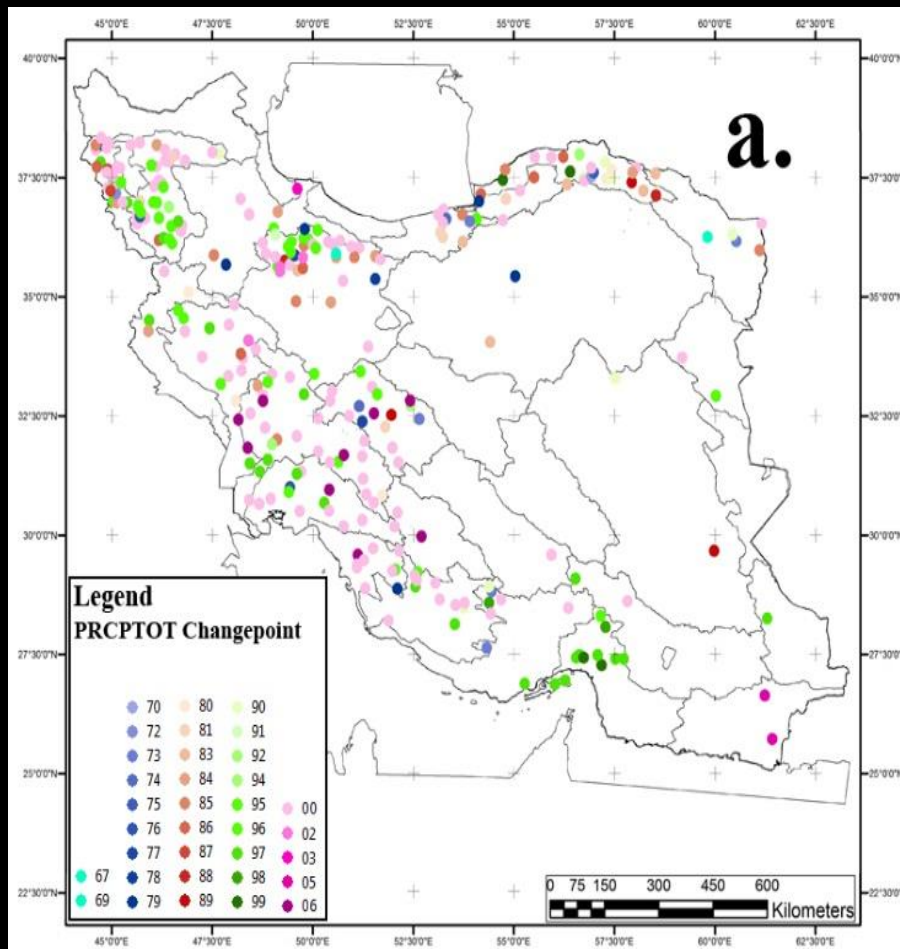 45°0'0"E 47°30'0"E 50°0'0"E 52°30'0"E 55°0'0"E 57°30'0"E 60°0'0"E 62°30'0"E
40°0'0"N 40°0'0"N
a.
37°30'0"N 37°30'0"N
35°0'0"N 35°0'0"N
32°30'0"N 32°30'0"N
30°0'0"N 30°0'0"N
Legend
PRCPTOT Changepoint
27°30'0"N 27°30'0"N
70 80 90
72 81 91
73 83 92
25°0'0"N 25°0'0"N
74 84 94
75 85 95 00
76 86 96 02
77 87 97 03
67 78 88 98 05
69 79 89 99 06
22°30'0"N 22°30'0"N
0 75 150 300 450 600
Kilometers
45°0'0"E 47°30'0"E 50°0'0"E 52°30'0"E 55°0'0"E 57°30'0"E 60°0'0"E 62°30'0"E